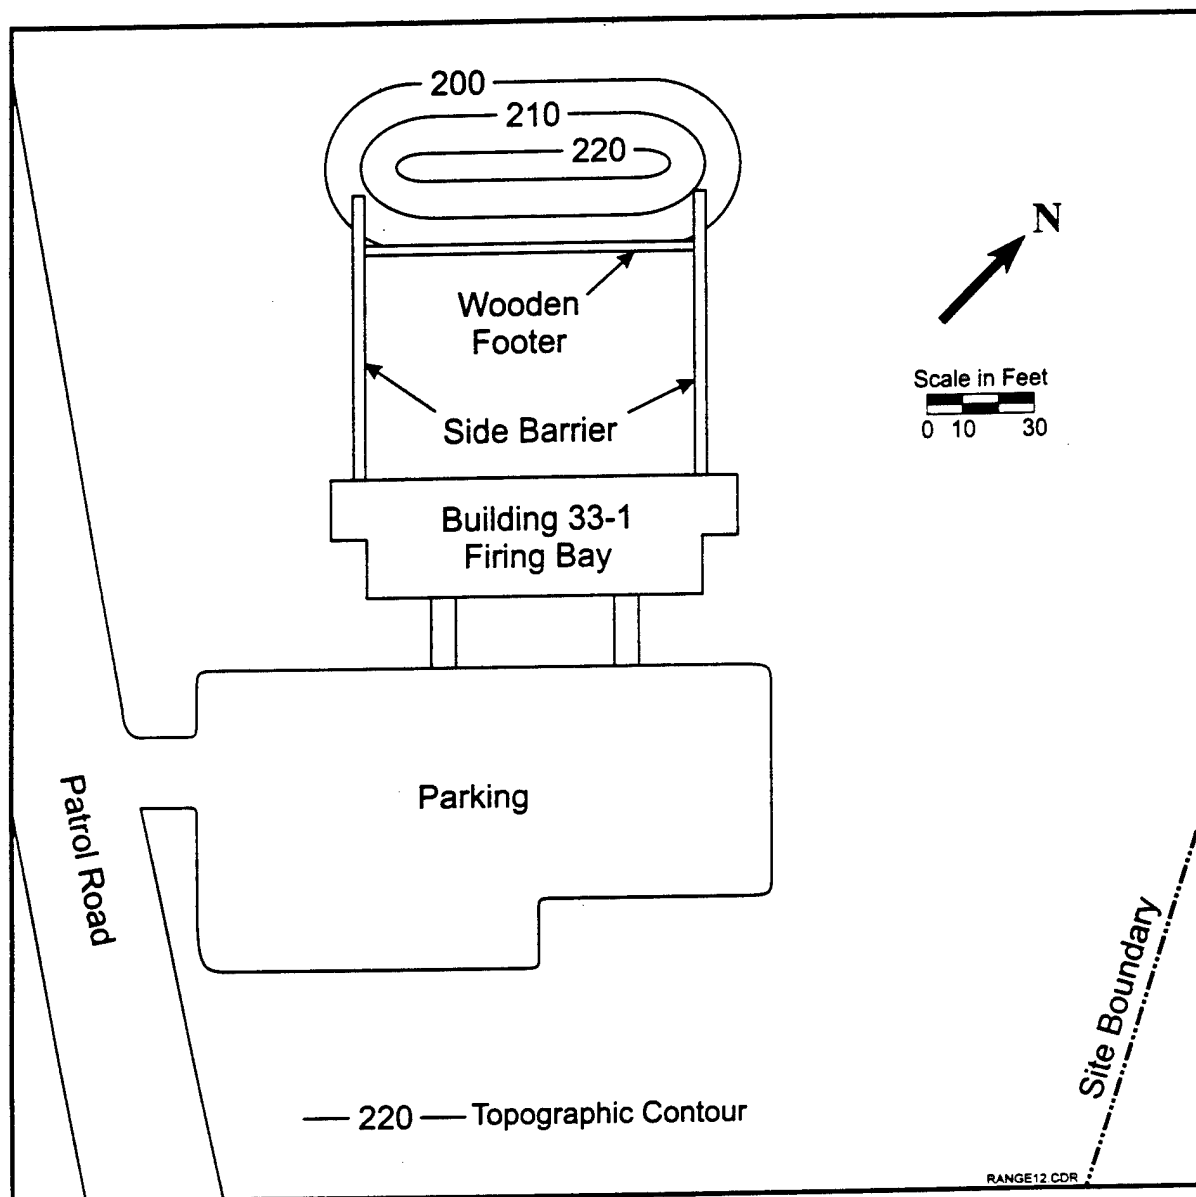 200
210
220
N
Wooden
Footer
Scale in Feet
0 10 30
Side Barrier
Building 33-1
Firing Bay
Parking
Patrol Road
Site Boundary
220
Topographic Contour
RANGE12.CDR